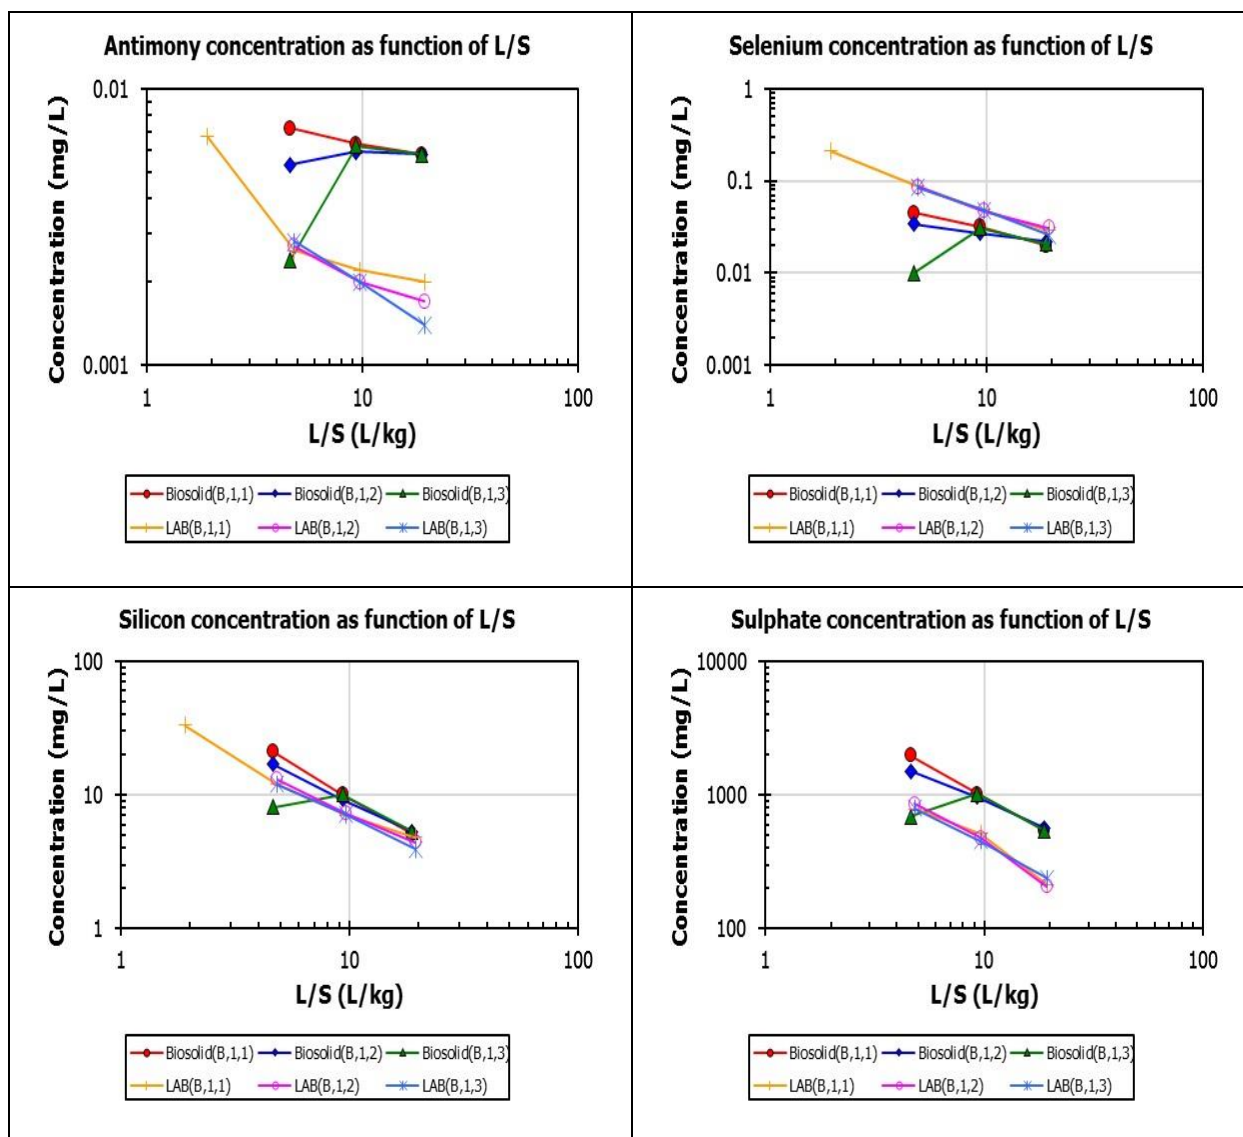 Antimony concentration as function of L/S
Concentration (mg/L)
0.01
0.001
1 10 100
L/S (L/kg)
Biosolid(B,1,1) Biosolid(B,1,2) Biosolid(B,1,3)
LAB(B,1,1) LAB(B,1,2) LAB(B,1,3)
Selenium concentration as function of L/S
Concentration (mg/L)
1
0.1
0.01
0.001
1 10 100
L/S (L/kg)
Biosolid(B,1,1) Biosolid(B,1,2) Biosolid(B,1,3)
LAB(B,1,1) LAB(B,1,2) LAB(B,1,3)
Silicon concentration as function of L/S
Concentration (mg/L)
100
10
1
1 10 100
L/S (L/kg)
Biosolid(B,1,1) Biosolid(B,1,2) Biosolid(B,1,3)
LAB(B,1,1) LAB(B,1,2) LAB(B,1,3)
Sulphate concentration as function of L/S
Concentration (mg/L)
10000
1000
100
1 10 100
L/S (L/kg)
Biosolid(B,1,1) Biosolid(B,1,2) Biosolid(B,1,3)
LAB(B,1,1) LAB(B,1,2) LAB(B,1,3)